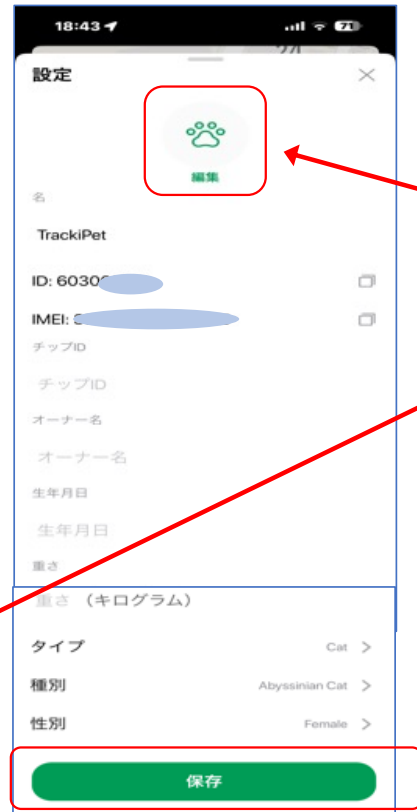 18:43
71
設定
編集
名
TrackiPet
ID: 6030
IMEI:
チップID
チップID
オーナー名
オーナー名
生年月日
生年月日
重さ
重さ （キログラム）
タイプ Cat
種別 Abyssinian Cat
性別 Female
保存